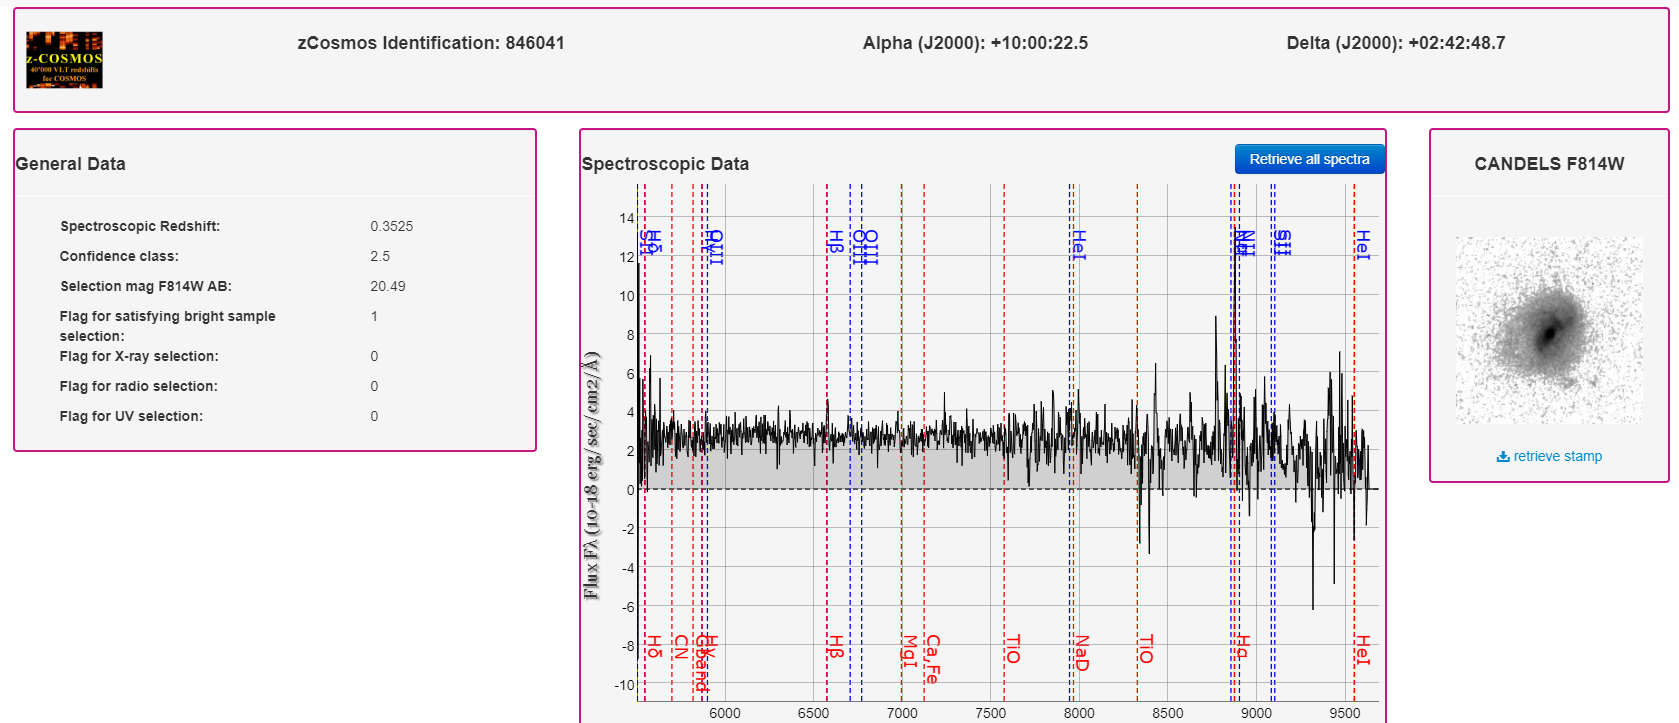 z-COSMOS
40'000 VLT redshifts
for COSMOS
zCosmos Identification: 846041
Alpha (J2000): +10:00:22.5
Delta (J2000): +02:42:48.7
General Data
Spectroscopic Redshift: 0.3525
Confidence class: 2.5
Selection mag F814W AB: 20.49
Flag for satisfying bright sample 1
selection:
Flag for X-ray selection: 0
Flag for radio selection: 0
Flag for UV selection: 0
Spectroscopic Data
Retrieve all spectra
Flux Fλ (10-18 erg/sec/cm2/Å)
14
12
10
8
6
4
2
0
-2
-4
-6
-8
-10
Hδ
OIII
Hβ
OIII
OIII
HeI
NII
SII
HeI
Hδ
CN
Gband
Hγ
Hβ
MgI
Ca,Fe
TiO
NaD
TiO
Hα
HeI
6000
6500
7000
7500
8000
8500
9000
9500
CANDELS F814W
retrieve stamp